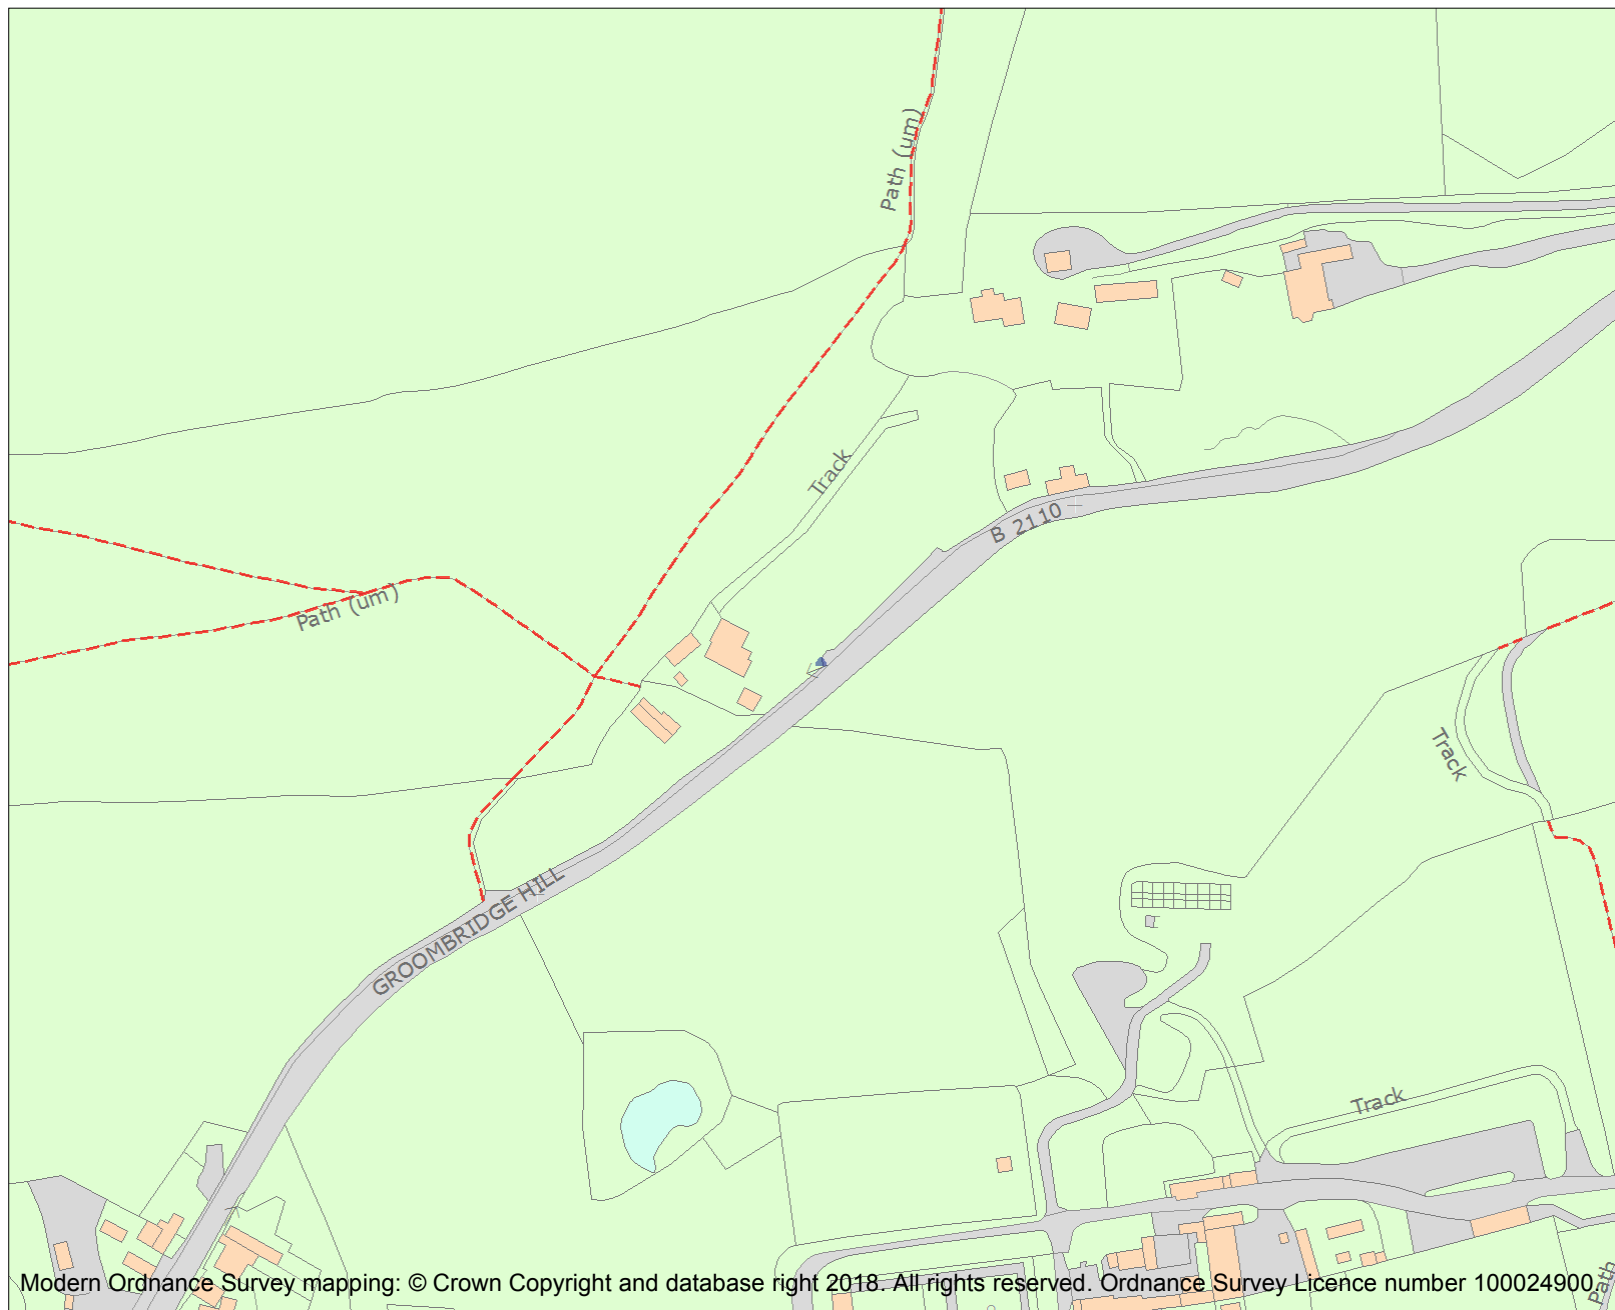 Path (um)
Track
B 2110
Path (um)
Track
GROOMBRIDGE HILL
Track
Path
Modern Ordnance Survey mapping: © Crown Copyright and database right 2018. All rights reserved. Ordnance Survey Licence number 100024900